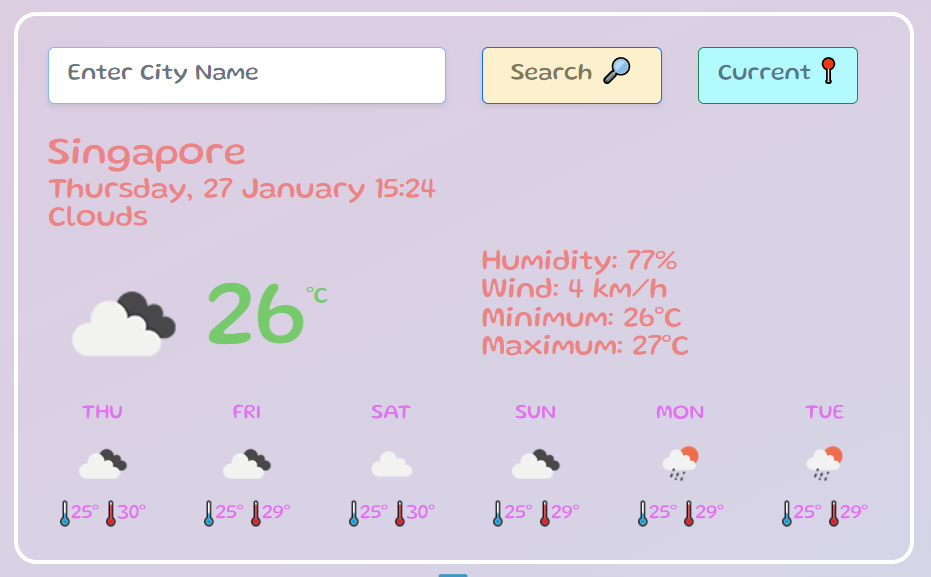 Enter City Name
Search
Current
Singapore
Thursday, 27 January 15:24
Clouds
26°C
Humidity: 77%
Wind: 4 km/h
Minimum: 26°C
Maximum: 27°C
THU FRI SAT SUN MON TUE
25° 30° 25° 29° 25° 30° 25° 29° 25° 29° 25° 29°